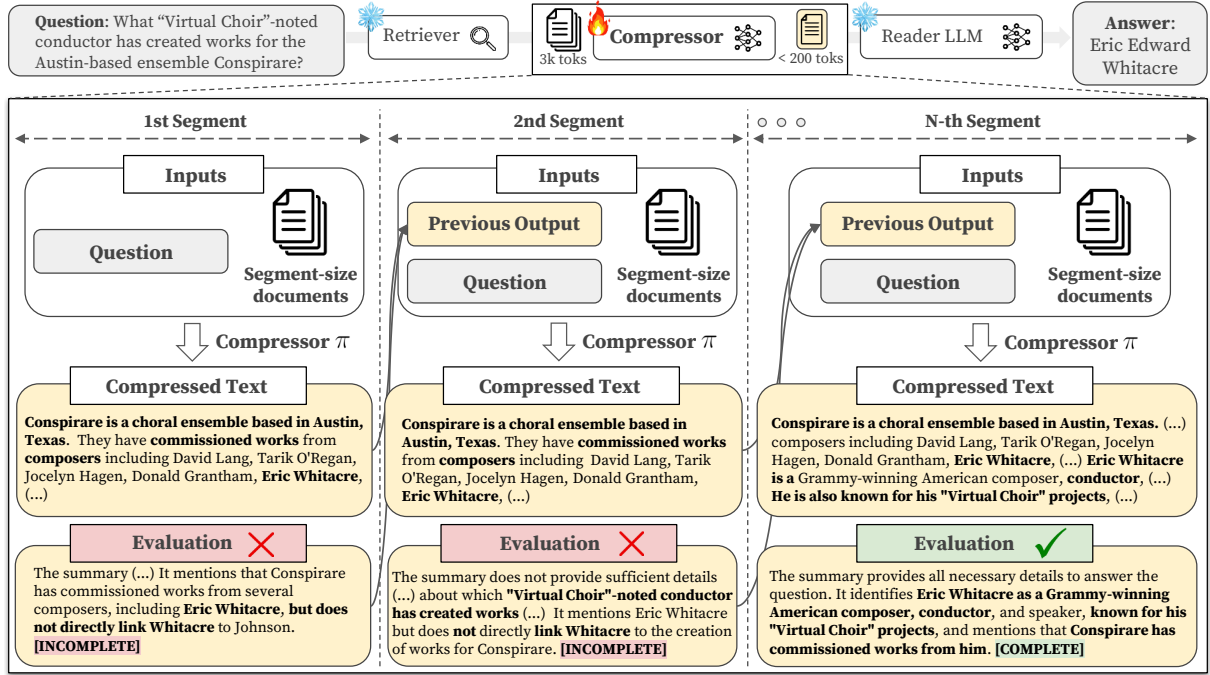 Question: What “Virtual Choir”-noted
conductor has created works for the
Austin-based ensemble Conspirare?
Retriever
3k toks
Compressor
< 200 toks
Reader LLM
Answer:
Eric Edward
Whitacre
1st Segment
2nd Segment
N-th Segment
Inputs
Question
Segment-size
documents
Compressor π
Compressed Text
Conspirare is a choral ensemble based in Austin,
Texas. They have commissioned works from
composers including David Lang, Tarik O'Regan,
Jocelyn Hagen, Donald Grantham, Eric Whitacre,
(...)
Evaluation
The summary (...) It mentions that Conspirare
has commissioned works from several
composers, including Eric Whitacre, but does
not directly link Whitacre to Johnson.
[INCOMPLETE]
Inputs
Previous Output
Question
Segment-size
documents
Compressor π
Compressed Text
Conspirare is a choral ensemble based in
Austin, Texas. They have commissioned works
from composers including David Lang, Tarik
O'Regan, Jocelyn Hagen, Donald Grantham,
Eric Whitacre, (...)
Evaluation
The summary does not provide sufficient details
(...) about which "Virtual Choir"-noted conductor
has created works (...) It mentions Eric Whitacre
but does not directly link Whitacre to the creation
of works for Conspirare. [INCOMPLETE]
Inputs
Previous Output
Question
Segment-size
documents
Compressor π
Compressed Text
Conspirare is a choral ensemble based in Austin, Texas. (...)
composers including David Lang, Tarik O'Regan, Jocelyn
Hagen, Donald Grantham, Eric Whitacre, (...) Eric Whitacre
is a Grammy-winning American composer, conductor, (...)
He is also known for his "Virtual Choir" projects, (...)
Evaluation
The summary provides all necessary details to answer the
question. It identifies Eric Whitacre as a Grammy-winning
American composer, conductor, and speaker, known for his
"Virtual Choir" projects, and mentions that Conspirare has
commissioned works from him. [COMPLETE]